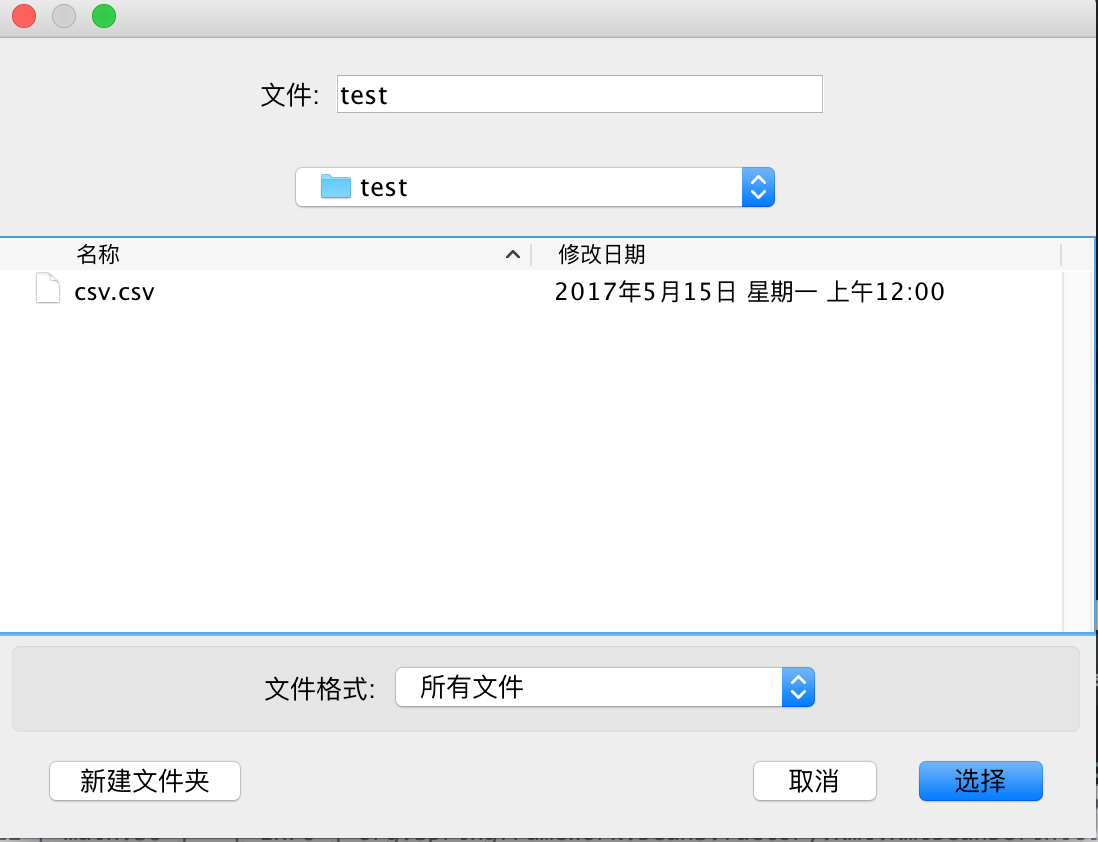 文件: test
test
名称 修改日期
csv.csv 2017年5月15日 星期一 上午12:00
文件格式: 所有文件
新建文件夹 取消 选择